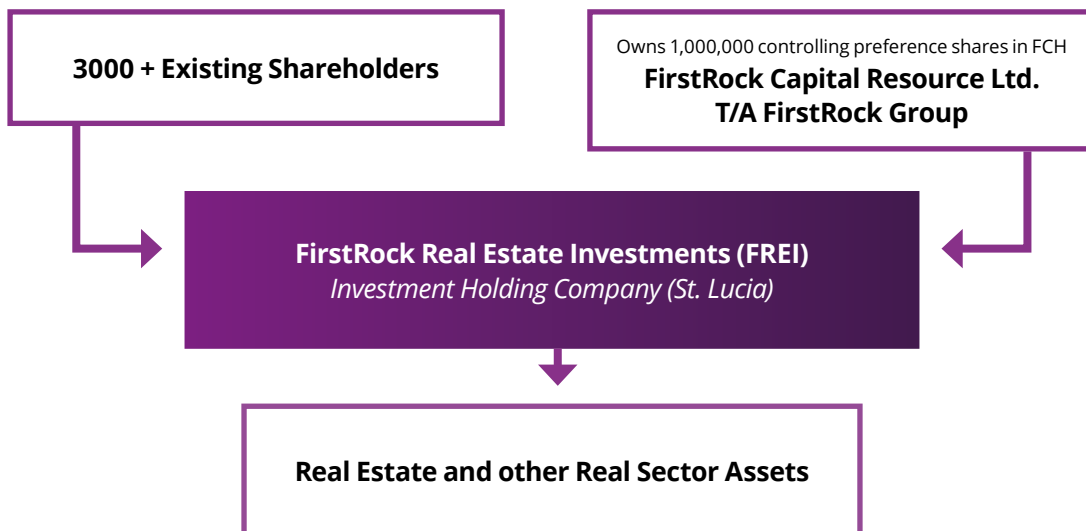 3000 + Existing Shareholders
Owns 1,000,000 controlling preference shares in FCH
FirstRock Capital Resource Ltd.
T/A FirstRock Group
FirstRock Real Estate Investments (FREI)
Investment Holding Company (St. Lucia)
Real Estate and other Real Sector Assets